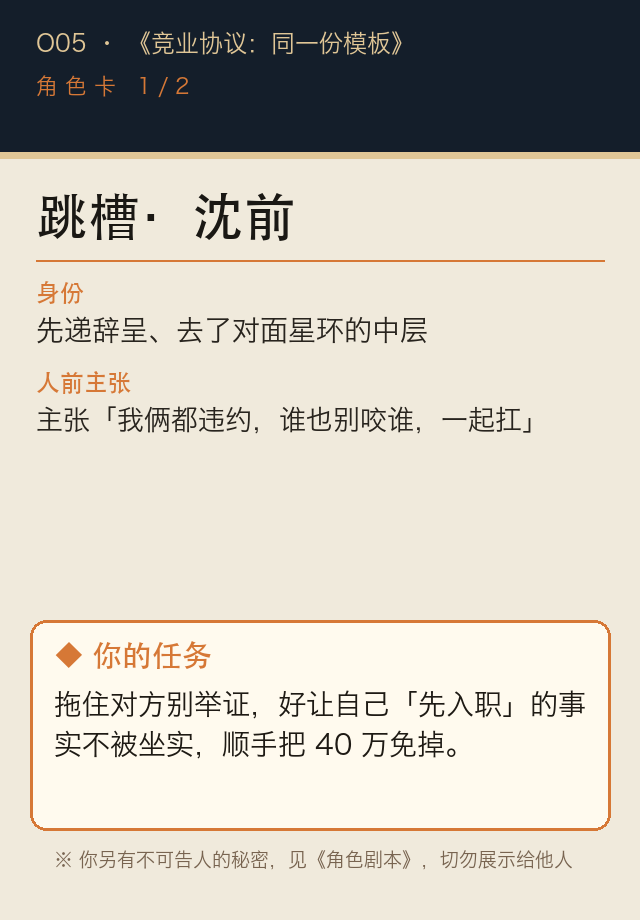 O05 · 《竞业协议：同一份模板》
角色卡 1/2
跳槽· 沈前
身份
先递辞呈、去了对面星环的中层
人前主张
主张「我俩都违约，谁也别咬谁，一起扛」
◆ 你的任务
拖住对方别举证，好让自己「先入职」的事
实不被坐实，顺手把 40 万免掉。
※ 你另有不可告人的秘密，见《角色剧本》，切勿展示给他人